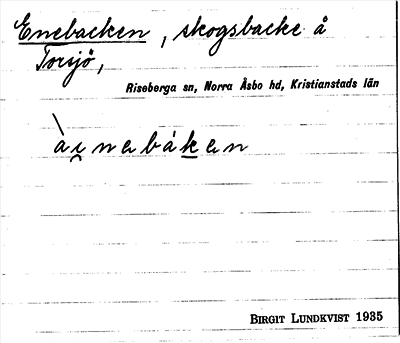 Enebacken, skogsbacke å
Torsjö,
Riseberga sn, Norra Åsbo hd, Kristianstads län
BIRGIT LUNDKVIST 1935